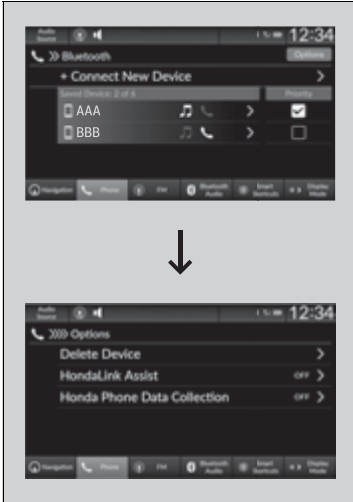 Audio Source
12:34
Bluetooth
Options
+ Connect New Device
Saved Device: 2 of 6
Priority
AAA
BBB
Navigation Phone FM Bluetooth Audio Smart Shortcuts Display Mode
Audio Source
12:34
Options
Delete Device
HondaLink Assist OFF
Honda Phone Data Collection OFF
Navigation Phone FM Bluetooth Audio Smart Shortcuts Display Mode